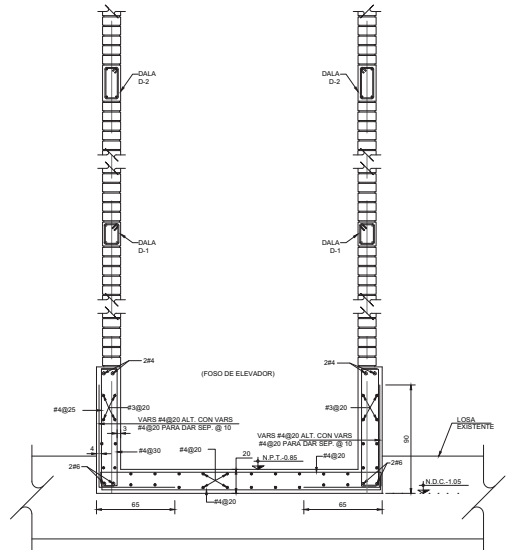 DALA
D-2
DALA
D-2
DALA
D-1
DALA
D-1
2#4
2#4
(FOSO DE ELEVADOR)
#4@25
#3@20
#3@20
VARS #4@20 ALT. CON VARS
#4@20 PARA DAR SEP. @ 10
3
VARS #4@20 ALT. CON VARS
#4@20 PARA DAR SEP. @ 10
90
LOSA
EXISTENTE
4
#4@30
#4@20
20
N.P.T.-0.85
#4@20
2#6
2#6
N.D.C.-1.05
65
#4@20
65